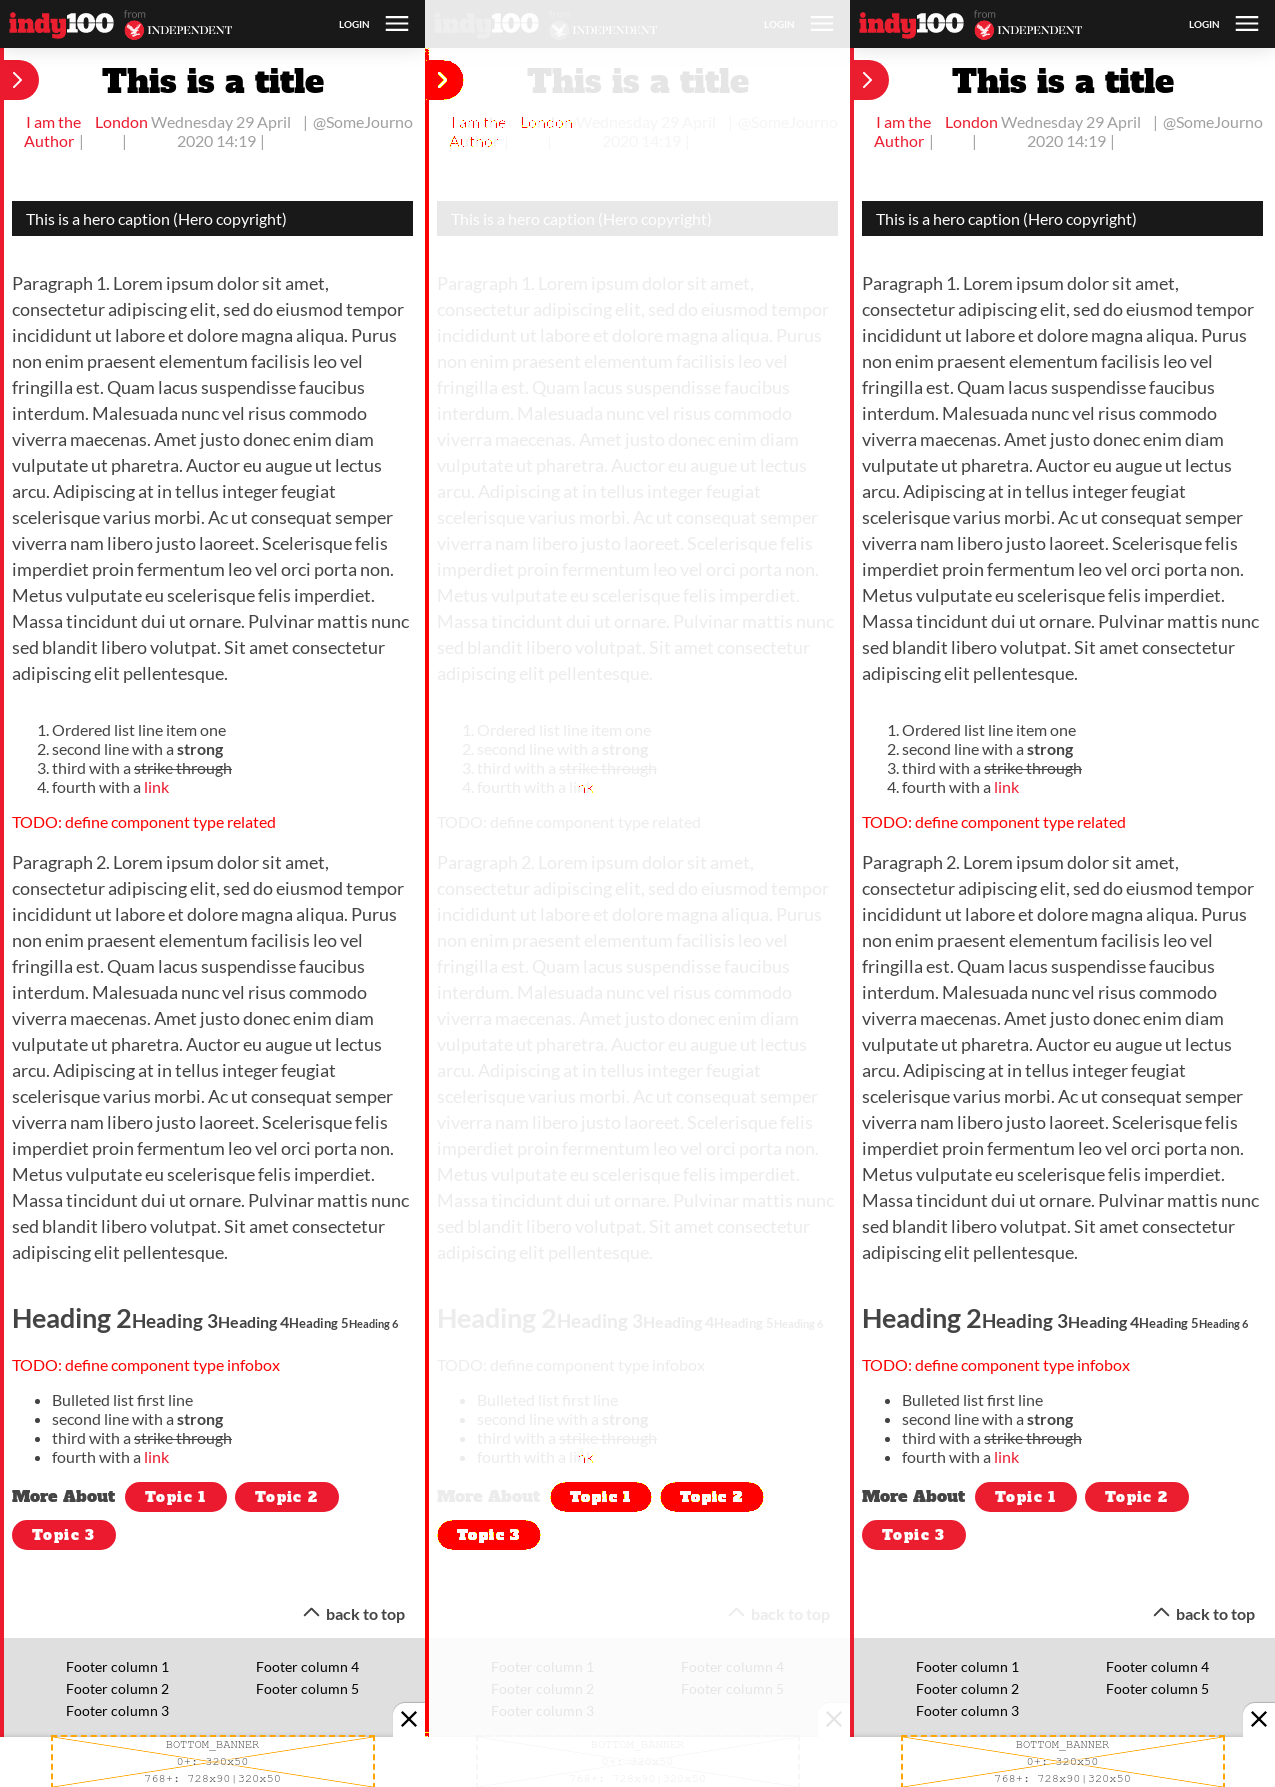 indy100
from
INDEPENDENT
LOGIN
This is a title
I am the Author |
London |
Wednesday 29 April 2020 14:19 |
| @SomeJourno
This is a hero caption (Hero copyright)
Paragraph 1. Lorem ipsum dolor sit amet,
consectetur adipiscing elit, sed do eiusmod tempor
incididunt ut labore et dolore magna aliqua. Purus
non enim praesent elementum facilisis leo vel
fringilla est. Quam lacus suspendisse faucibus
interdum. Malesuada nunc vel risus commodo
viverra maecenas. Amet justo donec enim diam
vulputate ut pharetra. Auctor eu augue ut lectus
arcu. Adipiscing at in tellus integer feugiat
scelerisque varius morbi. Ac ut consequat semper
viverra nam libero justo laoreet. Scelerisque felis
imperdiet proin fermentum leo vel orci porta non.
Metus vulputate eu scelerisque felis imperdiet.
Massa tincidunt dui ut ornare. Pulvinar mattis nunc
sed blandit libero volutpat. Sit amet consectetur
adipiscing elit pellentesque.
1. Ordered list line item one
2. second line with a strong
3. third with a strike through
4. fourth with a link
TODO: define component type related
Paragraph 2. Lorem ipsum dolor sit amet,
consectetur adipiscing elit, sed do eiusmod tempor
incididunt ut labore et dolore magna aliqua. Purus
non enim praesent elementum facilisis leo vel
fringilla est. Quam lacus suspendisse faucibus
interdum. Malesuada nunc vel risus commodo
viverra maecenas. Amet justo donec enim diam
vulputate ut pharetra. Auctor eu augue ut lectus
arcu. Adipiscing at in tellus integer feugiat
scelerisque varius morbi. Ac ut consequat semper
viverra nam libero justo laoreet. Scelerisque felis
imperdiet proin fermentum leo vel orci porta non.
Metus vulputate eu scelerisque felis imperdiet.
Massa tincidunt dui ut ornare. Pulvinar mattis nunc
sed blandit libero volutpat. Sit amet consectetur
adipiscing elit pellentesque.
Heading 2Heading 3Heading 4Heading 5Heading 6
TODO: define component type infobox
• Bulleted list first line
• second line with a strong
• third with a strike through
• fourth with a link
More About Topic 1 Topic 2
Topic 3
back to top
Footer column 1
Footer column 2
Footer column 3
Footer column 4
Footer column 5
BOTTOM_BANNER
0+: 320x50
768+: 728x90|320x50
indy100
from
INDEPENDENT
LOGIN
This is a title
I am the Author |
London |
Wednesday 29 April 2020 14:19 |
| @SomeJourno
This is a hero caption (Hero copyright)
Paragraph 1. Lorem ipsum dolor sit amet,
consectetur adipiscing elit, sed do eiusmod tempor
incididunt ut labore et dolore magna aliqua. Purus
non enim praesent elementum facilisis leo vel
fringilla est. Quam lacus suspendisse faucibus
interdum. Malesuada nunc vel risus commodo
viverra maecenas. Amet justo donec enim diam
vulputate ut pharetra. Auctor eu augue ut lectus
arcu. Adipiscing at in tellus integer feugiat
scelerisque varius morbi. Ac ut consequat semper
viverra nam libero justo laoreet. Scelerisque felis
imperdiet proin fermentum leo vel orci porta non.
Metus vulputate eu scelerisque felis imperdiet.
Massa tincidunt dui ut ornare. Pulvinar mattis nunc
sed blandit libero volutpat. Sit amet consectetur
adipiscing elit pellentesque.
1. Ordered list line item one
2. second line with a strong
3. third with a strike through
4. fourth with a link
TODO: define component type related
Paragraph 2. Lorem ipsum dolor sit amet,
consectetur adipiscing elit, sed do eiusmod tempor
incididunt ut labore et dolore magna aliqua. Purus
non enim praesent elementum facilisis leo vel
fringilla est. Quam lacus suspendisse faucibus
interdum. Malesuada nunc vel risus commodo
viverra maecenas. Amet justo donec enim diam
vulputate ut pharetra. Auctor eu augue ut lectus
arcu. Adipiscing at in tellus integer feugiat
scelerisque varius morbi. Ac ut consequat semper
viverra nam libero justo laoreet. Scelerisque felis
imperdiet proin fermentum leo vel orci porta non.
Metus vulputate eu scelerisque felis imperdiet.
Massa tincidunt dui ut ornare. Pulvinar mattis nunc
sed blandit libero volutpat. Sit amet consectetur
adipiscing elit pellentesque.
Heading 2Heading 3Heading 4Heading 5Heading 6
TODO: define component type infobox
• Bulleted list first line
• second line with a strong
• third with a strike through
• fourth with a link
More About Topic 1 Topic 2
Topic 3
back to top
Footer column 1
Footer column 2
Footer column 3
Footer column 4
Footer column 5
BOTTOM_BANNER
0+: 320x50
768+: 728x90|320x50
indy100
from
INDEPENDENT
LOGIN
This is a title
I am the Author |
London |
Wednesday 29 April 2020 14:19 |
| @SomeJourno
This is a hero caption (Hero copyright)
Paragraph 1. Lorem ipsum dolor sit amet,
consectetur adipiscing elit, sed do eiusmod tempor
incididunt ut labore et dolore magna aliqua. Purus
non enim praesent elementum facilisis leo vel
fringilla est. Quam lacus suspendisse faucibus
interdum. Malesuada nunc vel risus commodo
viverra maecenas. Amet justo donec enim diam
vulputate ut pharetra. Auctor eu augue ut lectus
arcu. Adipiscing at in tellus integer feugiat
scelerisque varius morbi. Ac ut consequat semper
viverra nam libero justo laoreet. Scelerisque felis
imperdiet proin fermentum leo vel orci porta non.
Metus vulputate eu scelerisque felis imperdiet.
Massa tincidunt dui ut ornare. Pulvinar mattis nunc
sed blandit libero volutpat. Sit amet consectetur
adipiscing elit pellentesque.
1. Ordered list line item one
2. second line with a strong
3. third with a strike through
4. fourth with a link
TODO: define component type related
Paragraph 2. Lorem ipsum dolor sit amet,
consectetur adipiscing elit, sed do eiusmod tempor
incididunt ut labore et dolore magna aliqua. Purus
non enim praesent elementum facilisis leo vel
fringilla est. Quam lacus suspendisse faucibus
interdum. Malesuada nunc vel risus commodo
viverra maecenas. Amet justo donec enim diam
vulputate ut pharetra. Auctor eu augue ut lectus
arcu. Adipiscing at in tellus integer feugiat
scelerisque varius morbi. Ac ut consequat semper
viverra nam libero justo laoreet. Scelerisque felis
imperdiet proin fermentum leo vel orci porta non.
Metus vulputate eu scelerisque felis imperdiet.
Massa tincidunt dui ut ornare. Pulvinar mattis nunc
sed blandit libero volutpat. Sit amet consectetur
adipiscing elit pellentesque.
Heading 2Heading 3Heading 4Heading 5Heading 6
TODO: define component type infobox
• Bulleted list first line
• second line with a strong
• third with a strike through
• fourth with a link
More About Topic 1 Topic 2
Topic 3
back to top
Footer column 1
Footer column 2
Footer column 3
Footer column 4
Footer column 5
BOTTOM_BANNER
0+: 320x50
768+: 728x90|320x50